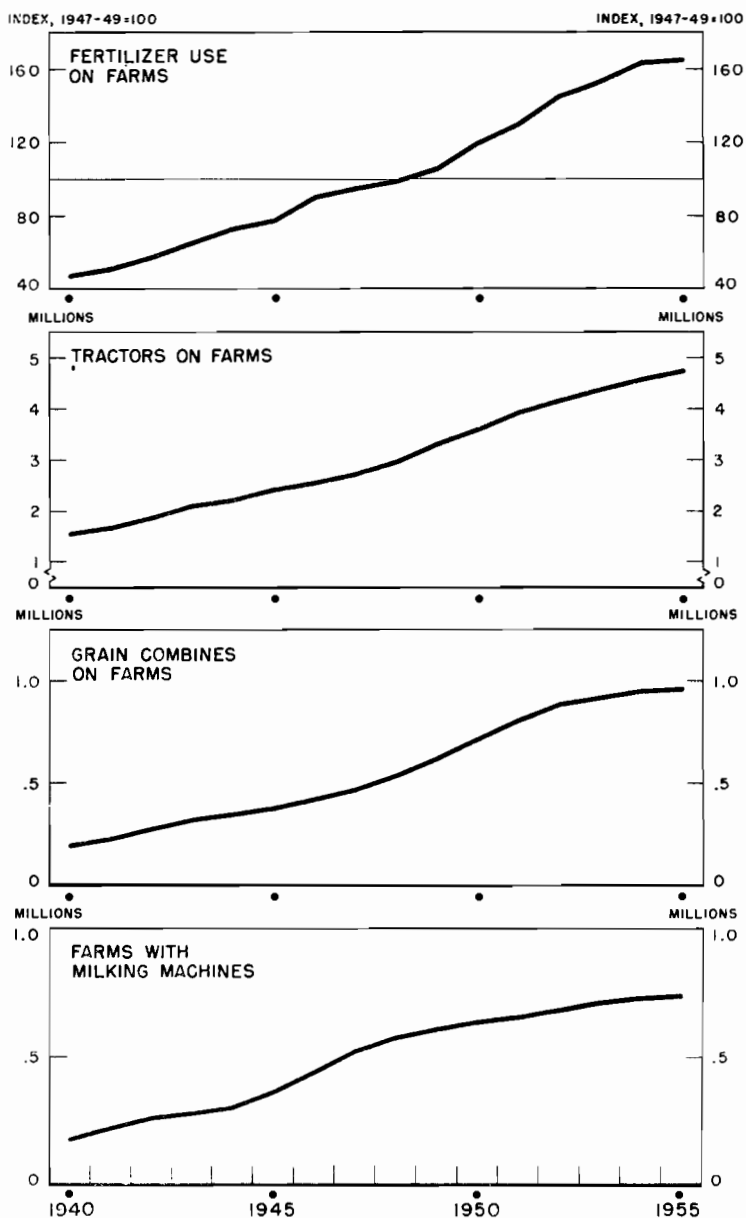 INDEX, 1947-49=100 INDEX, 1947-49=100
FERTILIZER USE
ON FARMS
160 160
120 120
80 80
40 40
MILLIONS MILLIONS
TRACTORS ON FARMS
5 5
4 4
3 3
2 2
1 1
0 0
MILLIONS MILLIONS
GRAIN COMBINES
ON FARMS
1.0 1.0
.5 .5
0 0
MILLIONS MILLIONS
1.0 1.0
FARMS WITH
MILKING MACHINES
.5 .5
0 0
1940 1945 1950 1955